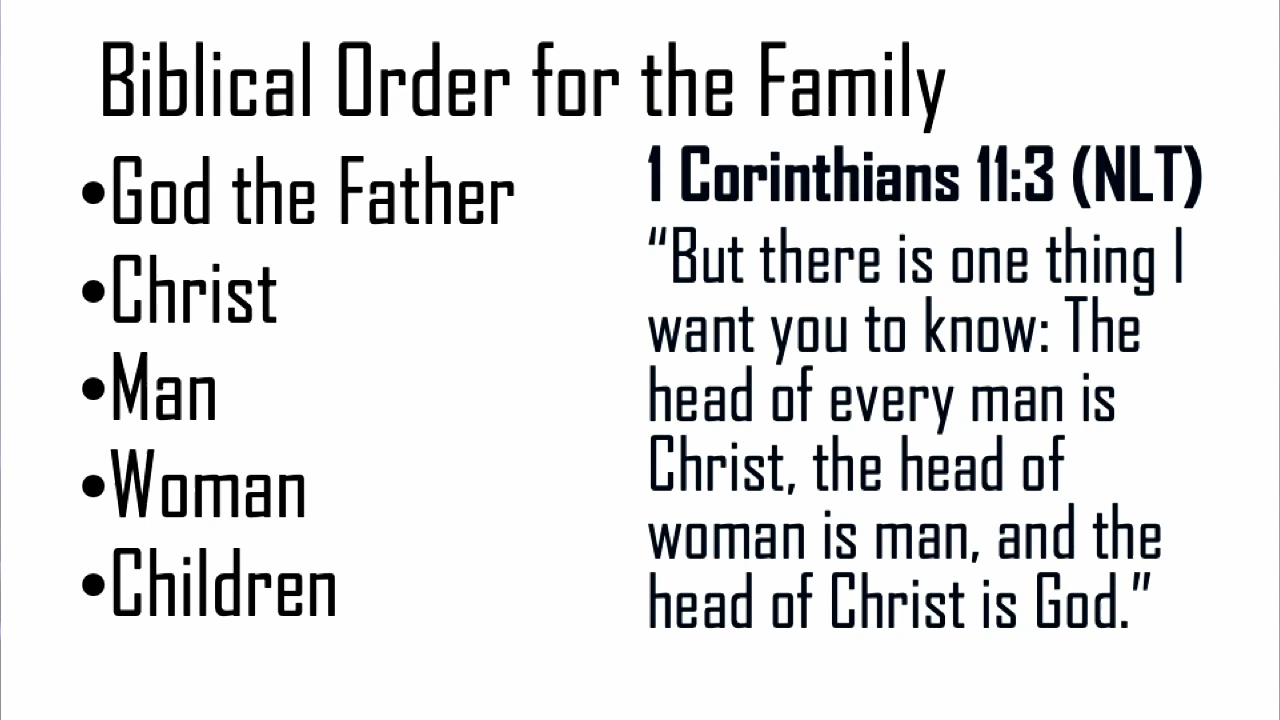 Biblical Order for the Family
•God the Father
•Christ
•Man
•Woman
•Children
1 Corinthians 11:3 (NLT)
“But there is one thing I
want you to know: The
head of every man is
Christ, the head of
woman is man, and the
head of Christ is God.”